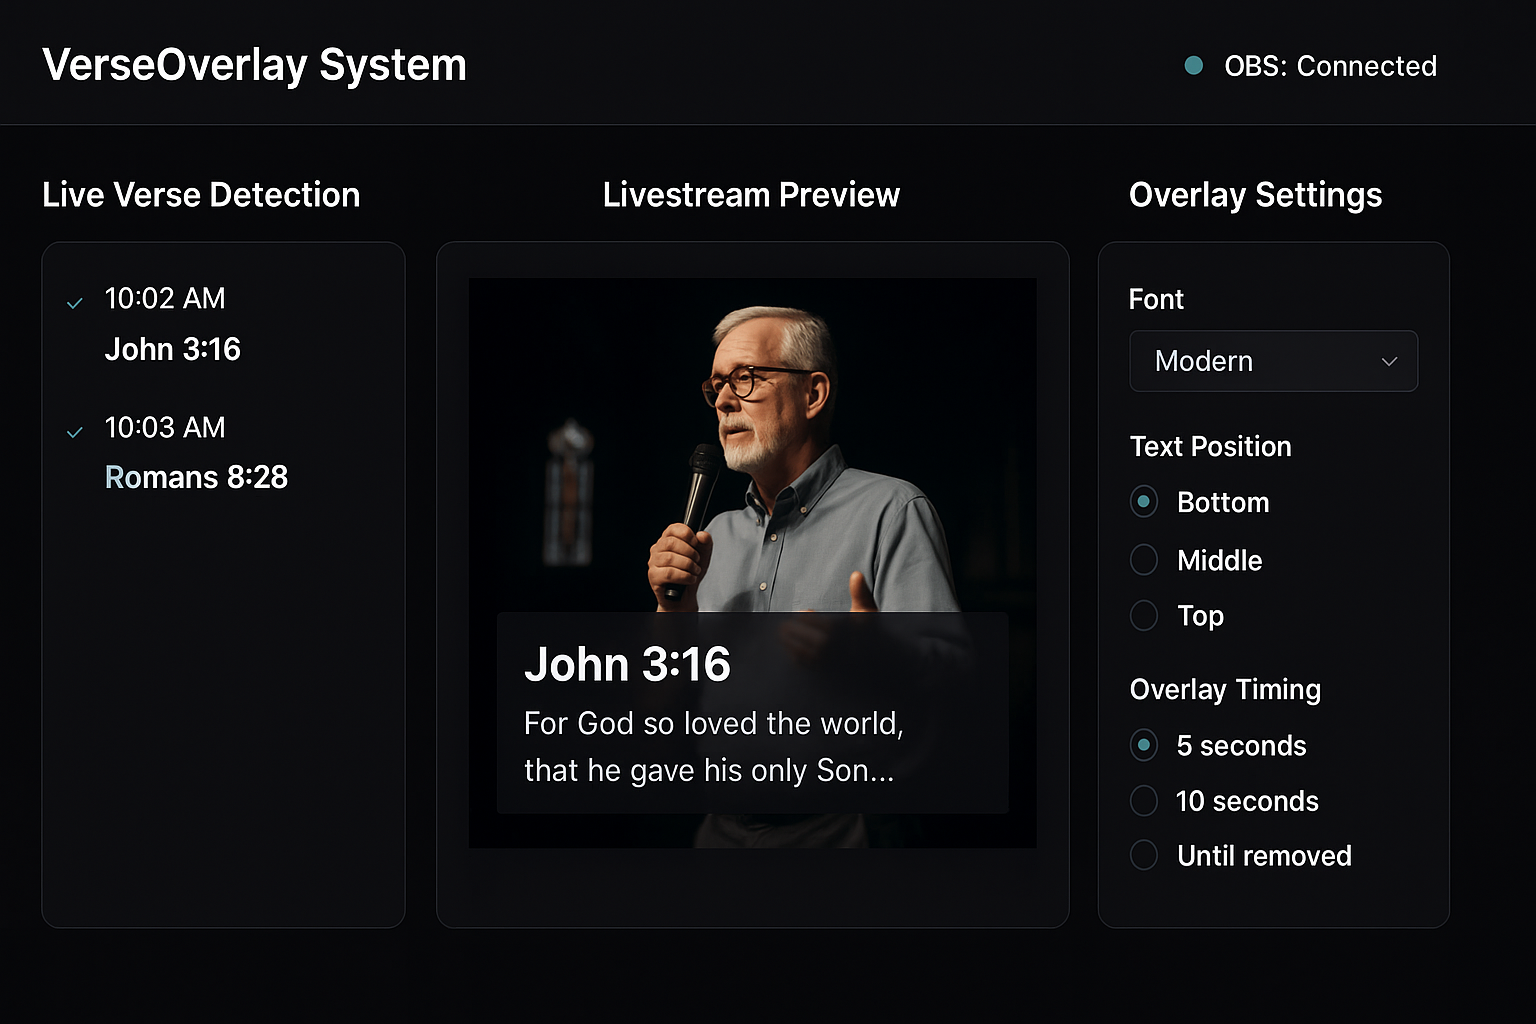 VerseOverlay System
OBS: Connected
Live Verse Detection
10:02 AM
John 3:16
10:03 AM
Romans 8:28
Livestream Preview
John 3:16
For God so loved the world,
that he gave his only Son...
Overlay Settings
Font
Modern
Text Position
Bottom
Middle
Top
Overlay Timing
5 seconds
10 seconds
Until removed